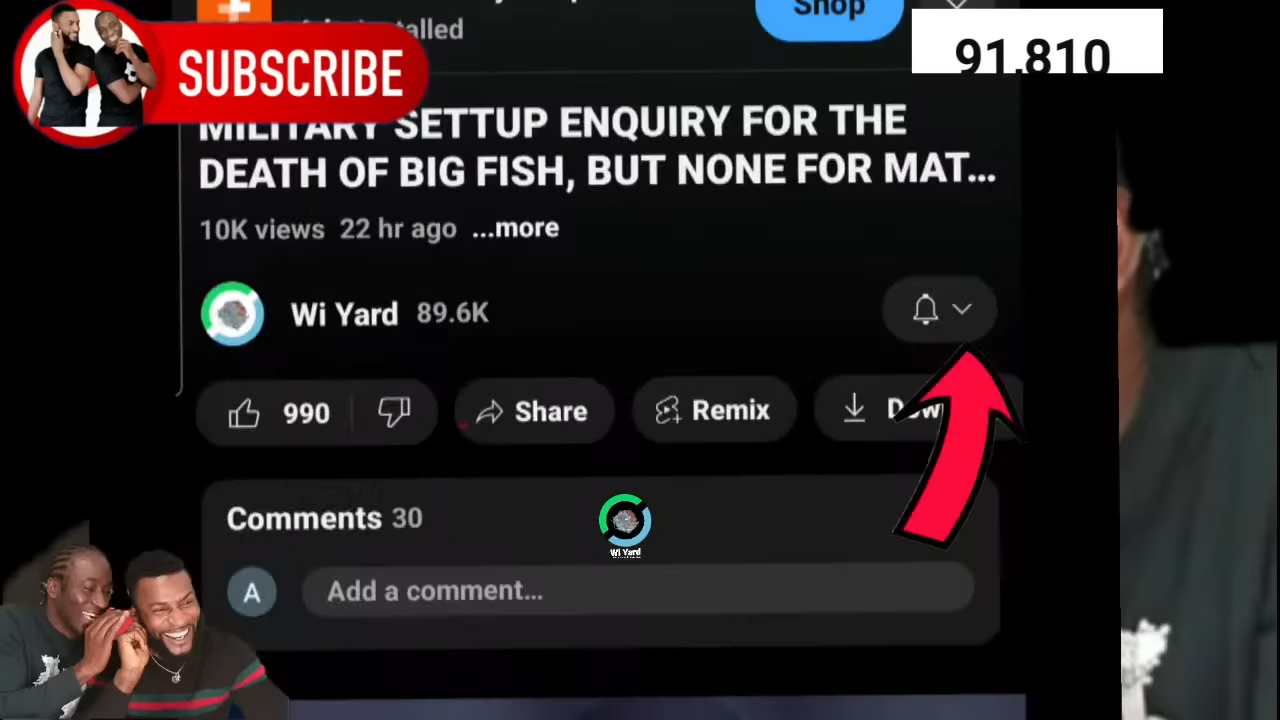 Shop
91,810
SUBSCRIBE
MILITARY SETTUP ENQUIRY FOR THE
DEATH OF BIG FISH, BUT NONE FOR MAT...
10K views 22 hr ago ...more
Wi Yard 89.6K
990
Share
Remix
Comments 30
Wi Yard
A
Add a comment...